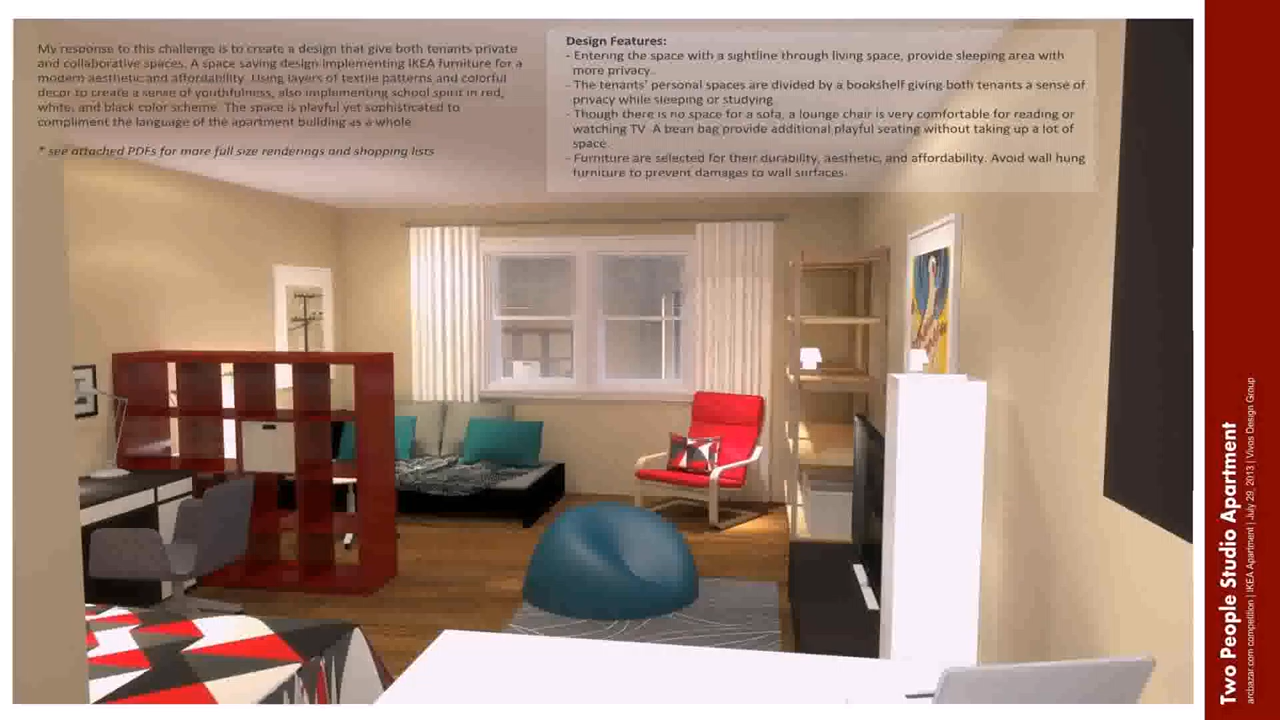 My response to this challenge is to create a design that give both tenants private
and collaborative spaces. A space saving design implementing IKEA furniture for a
modern aesthetic and affordability. Using layers of textile patterns and colorful
decor to create a sense of youthfulness, also implementing school spirit in red,
white, and black color scheme. The space is playful yet sophisticated to
compliment the language of the apartment building as a whole.
* see attached PDFs for more full size renderings and shopping lists
Design Features:
- Entering the space with a sightline through living space, provide sleeping area with
more privacy.
- The tenants' personal spaces are divided by a bookshelf giving both tenants a sense of
privacy while sleeping or studying.
- Though there is no space for a sofa, a lounge chair is very comfortable for reading or
watching TV. A bean bag provide additional playful seating without taking up a lot of
space.
- Furniture are selected for their durability, aesthetic, and affordability. Avoid wall hung
furniture to prevent damages to wall surfaces.
Two People Studio Apartment
arcbazar.com competition | IKEA Apartment | July 29, 2013 | Vivos Design Group